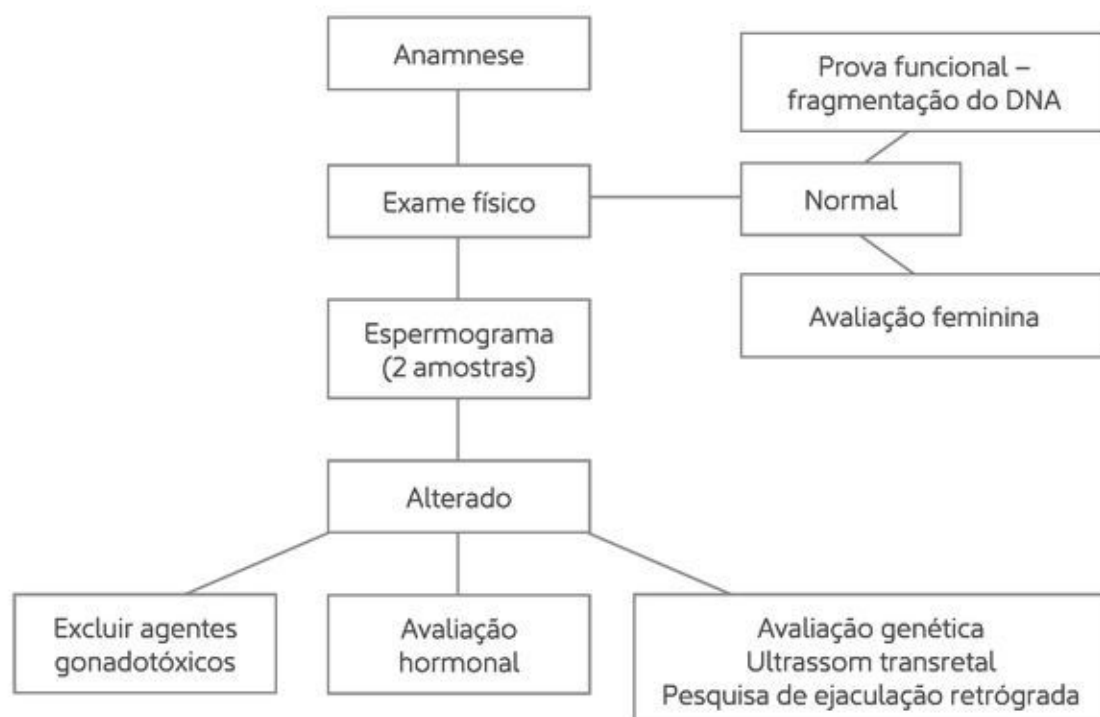 Anamnese
Prova funcional –
fragmentação do DNA
Exame físico
Normal
Espermograma
(2 amostras)
Avaliação feminina
Alterado
Excluir agentes
gonadotóxicos
Avaliação
hormonal
Avaliação genética
Ultrassom transretal
Pesquisa de ejaculação retrógrada